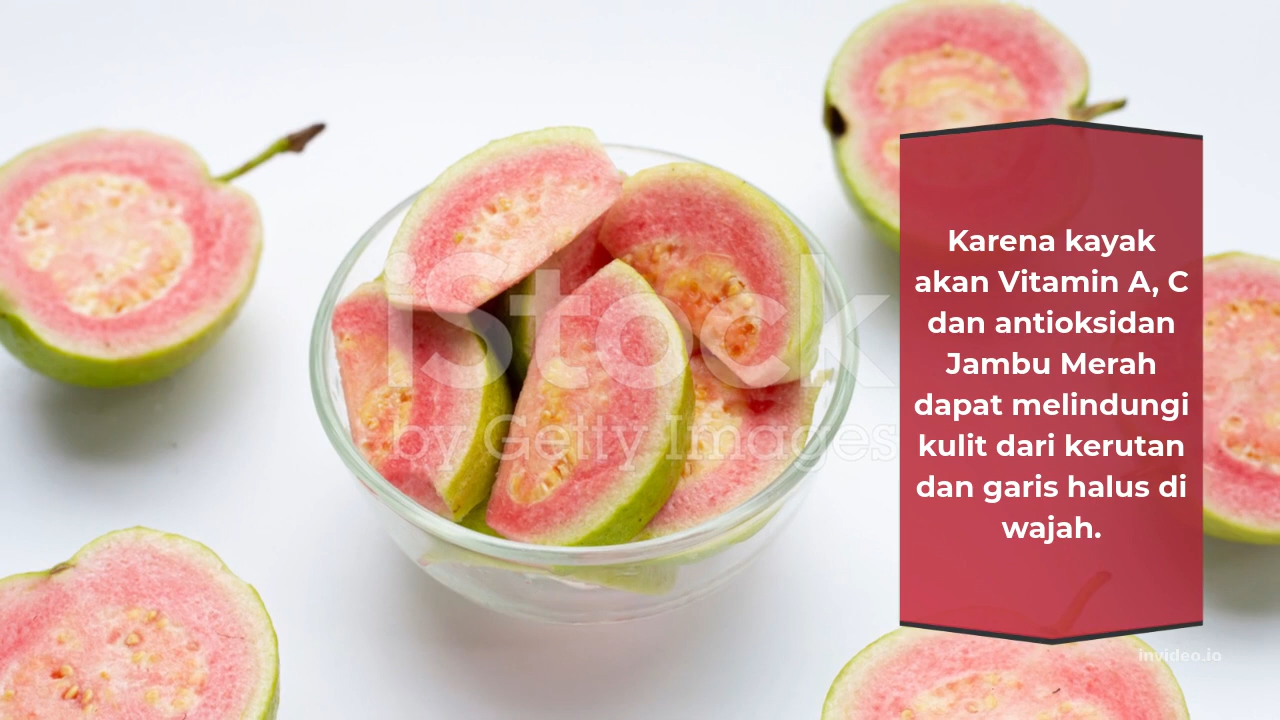 iStock
by Getty Images
Karena kayak
akan Vitamin A, C
dan antioksidan
Jambu Merah
dapat melindungi
kulit dari kerutan
dan garis halus di
wajah.
invideo.io